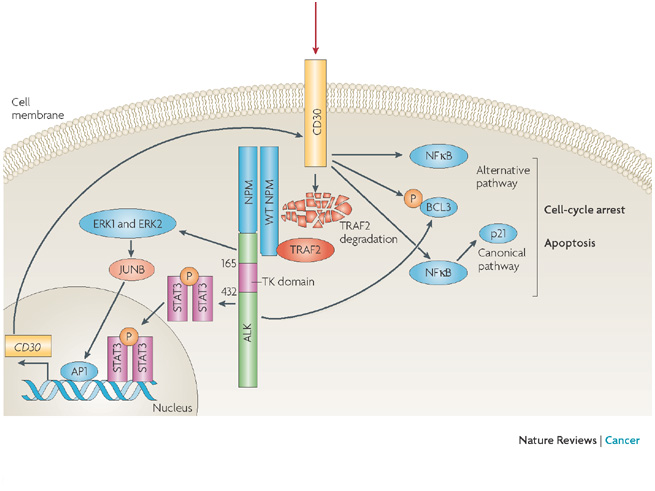 Cell
membrane
CD30
NFκB
Alternative
pathway
P
BCL3
Cell-cycle arrest
NPM
WT NPM
TRAF2
degradation
p21
Apoptosis
ERK1 and ERK2
TRAF2
Canonical
pathway
165
NFκB
JUNB
P
TK domain
STAT3
STAT3
432
ALK
P
CD30
STAT3
STAT3
AP1
Nucleus
Nature Reviews | Cancer